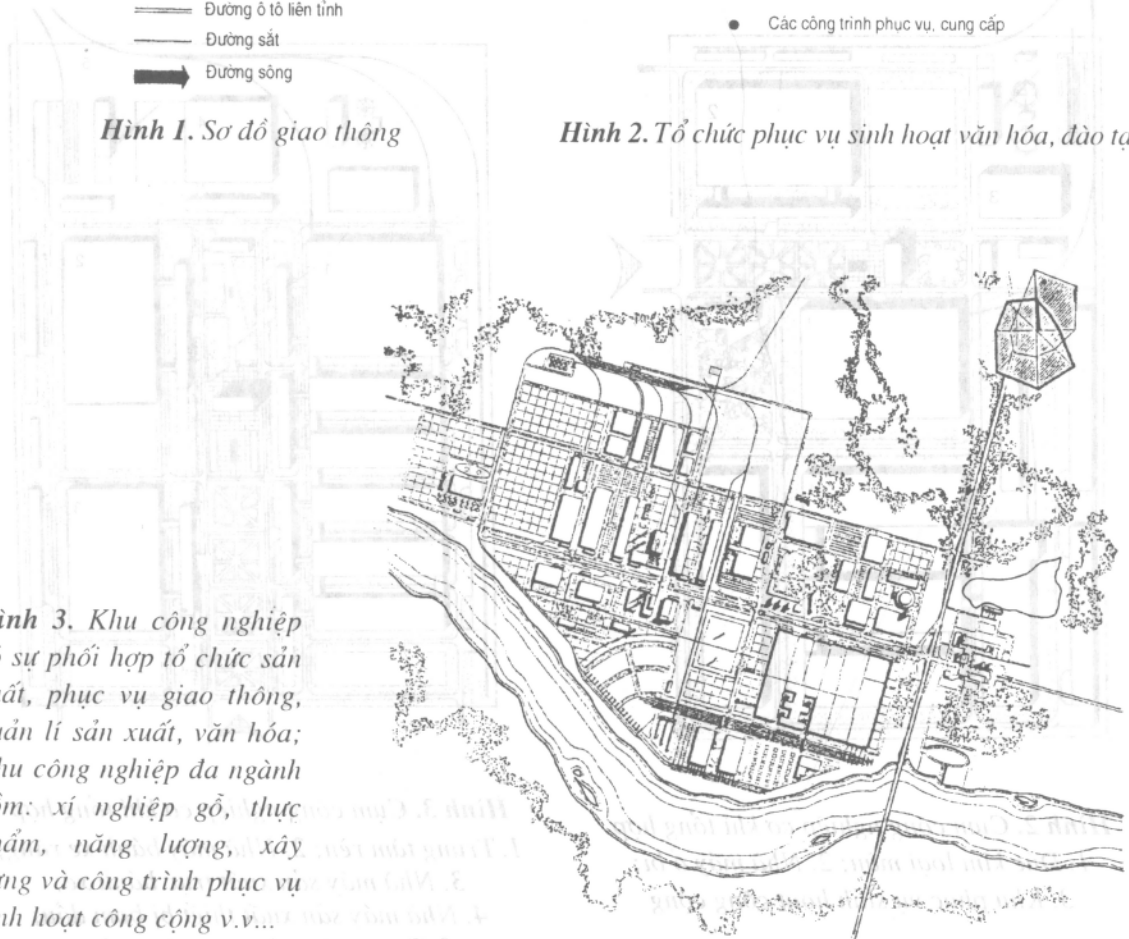 Đường ô tô liên tỉnh
Đường sắt
Đường sông
Hình 1. Sơ đồ giao thông
Các công trình phục vụ, cung cấp
Hình 2. Tổ chức phục vụ sinh hoạt văn hóa, đào tạ
ình 3. Khu công nghiệp
sự phối hợp tổ chức sản
ất, phục vụ giao thông,
ản lí sản xuất, văn hóa;
hu công nghiệp đa ngành
ồm: xí nghiệp gỗ, thực
hẩm, năng lượng, xây
ựng và công trình phục vụ
nh hoạt công cộng v.v...